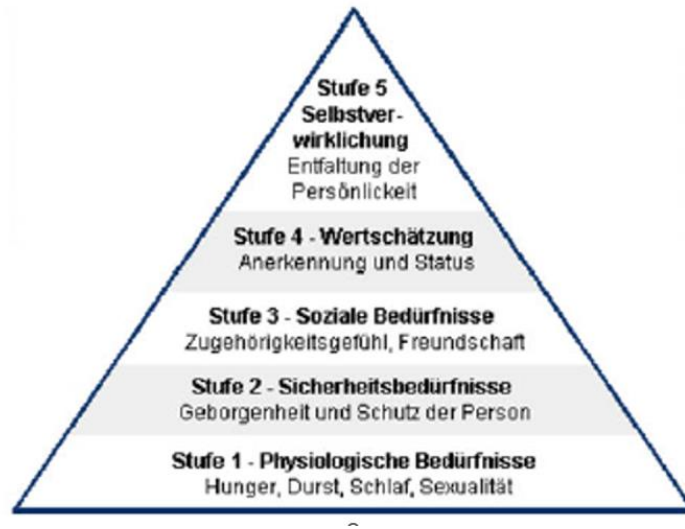 Stufe 5
Selbstver-
wirklichung
Entfaltung der
Persönlickeit
Stufe 4 - Wertschätzung
Anerkennung und Status
Stufe 3 - Soziale Bedürfnisse
Zugehörigkeitsgefühl, Freundschaft
Stufe 2 - Sicherheitsbedürfnisse
Geborgenheit und Schutz der Person
Stufe 1 - Physiologische Bedürfnisse
Hunger, Durst, Schlaf, Sexualität